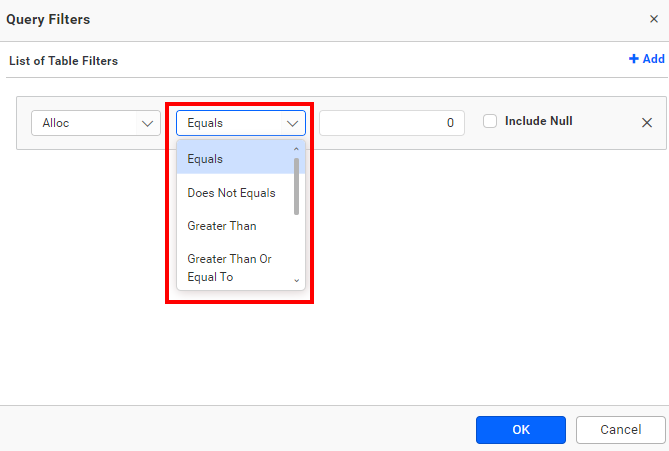 Query Filters
List of Table Filters
Add
Alloc
Equals
0
Include Null
Equals
Does Not Equals
Greater Than
Greater Than Or
Equal To
OK
Cancel